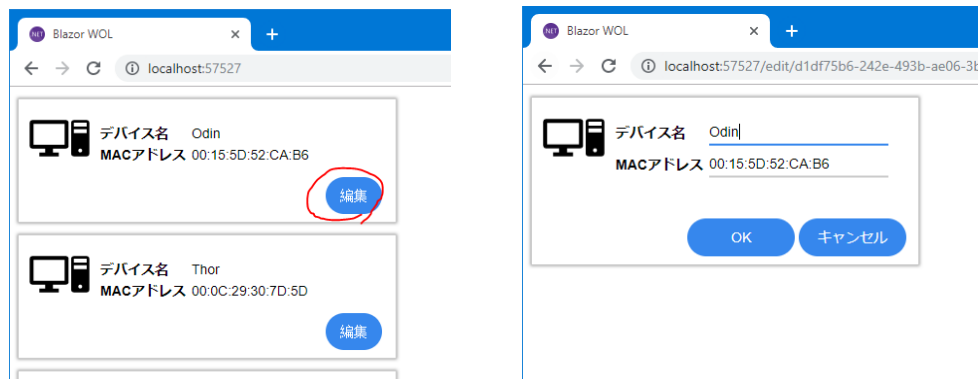 NET Blazor WOL
localhost:57527
デバイス名 Odin
MACアドレス 00:15:5D:52:CA:B6
編集
デバイス名 Thor
MACアドレス 00:0C:29:30:7D:5D
編集
NET Blazor WOL
localhost:57527/edit/d1df75b6-242e-493b-ae06-3b
デバイス名 Odin
MACアドレス 00:15:5D:52:CA:B6
OK キャンセル